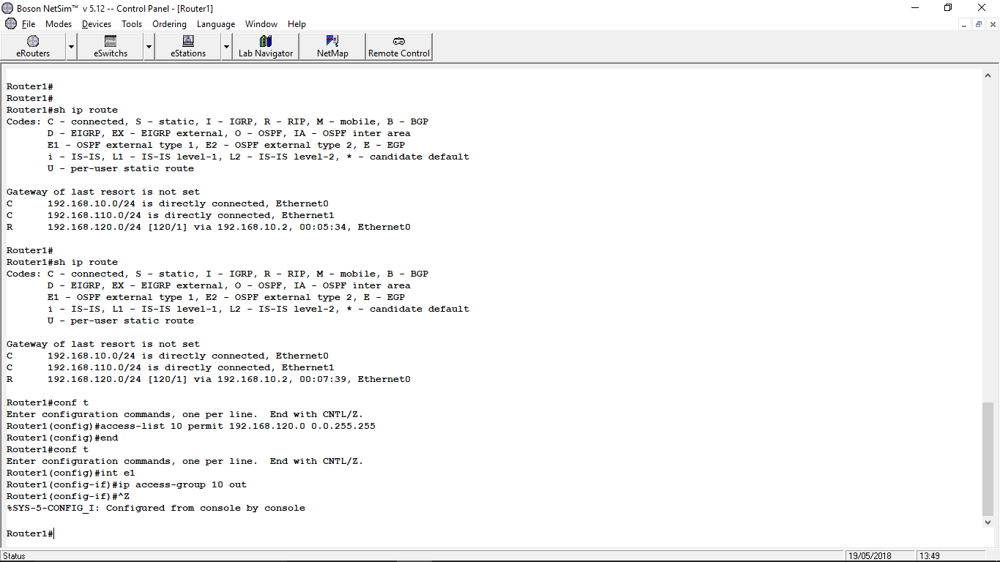 Boson NetSim™ v 5.12 -- Control Panel - [Router1]
File Modes Devices Tools Ordering Language Window Help
eRouters eSwitchs eStations Lab Navigator NetMap Remote Control
Router1#
Router1#
Router1#sh ip route
Codes: C - connected, S - static, I - IGRP, R - RIP, M - mobile, B - BGP
D - EIGRP, EX - EIGRP external, O - OSPF, IA - OSPF inter area
E1 - OSPF external type 1, E2 - OSPF external type 2, E - EGP
i - IS-IS, L1 - IS-IS level-1, L2 - IS-IS level-2, * - candidate default
U - per-user static route
Gateway of last resort is not set
C 192.168.10.0/24 is directly connected, Ethernet0
C 192.168.110.0/24 is directly connected, Ethernet1
R 192.168.120.0/24 [120/1] via 192.168.10.2, 00:05:34, Ethernet0
Router1#
Router1#sh ip route
Codes: C - connected, S - static, I - IGRP, R - RIP, M - mobile, B - BGP
D - EIGRP, EX - EIGRP external, O - OSPF, IA - OSPF inter area
E1 - OSPF external type 1, E2 - OSPF external type 2, E - EGP
i - IS-IS, L1 - IS-IS level-1, L2 - IS-IS level-2, * - candidate default
U - per-user static route
Gateway of last resort is not set
C 192.168.10.0/24 is directly connected, Ethernet0
C 192.168.110.0/24 is directly connected, Ethernet1
R 192.168.120.0/24 [120/1] via 192.168.10.2, 00:07:39, Ethernet0
Router1#conf t
Enter configuration commands, one per line. End with CNTL/Z.
Router1(config)#access-list 10 permit 192.168.120.0 0.0.255.255
Router1(config)#end
Router1#conf t
Enter configuration commands, one per line. End with CNTL/Z.
Router1(config)#int e1
Router1(config-if)#ip access-group 10 out
Router1(config-if)#^Z
%SYS-5-CONFIG_I: Configured from console by console
Router1#
Status 19/05/2018 13:49